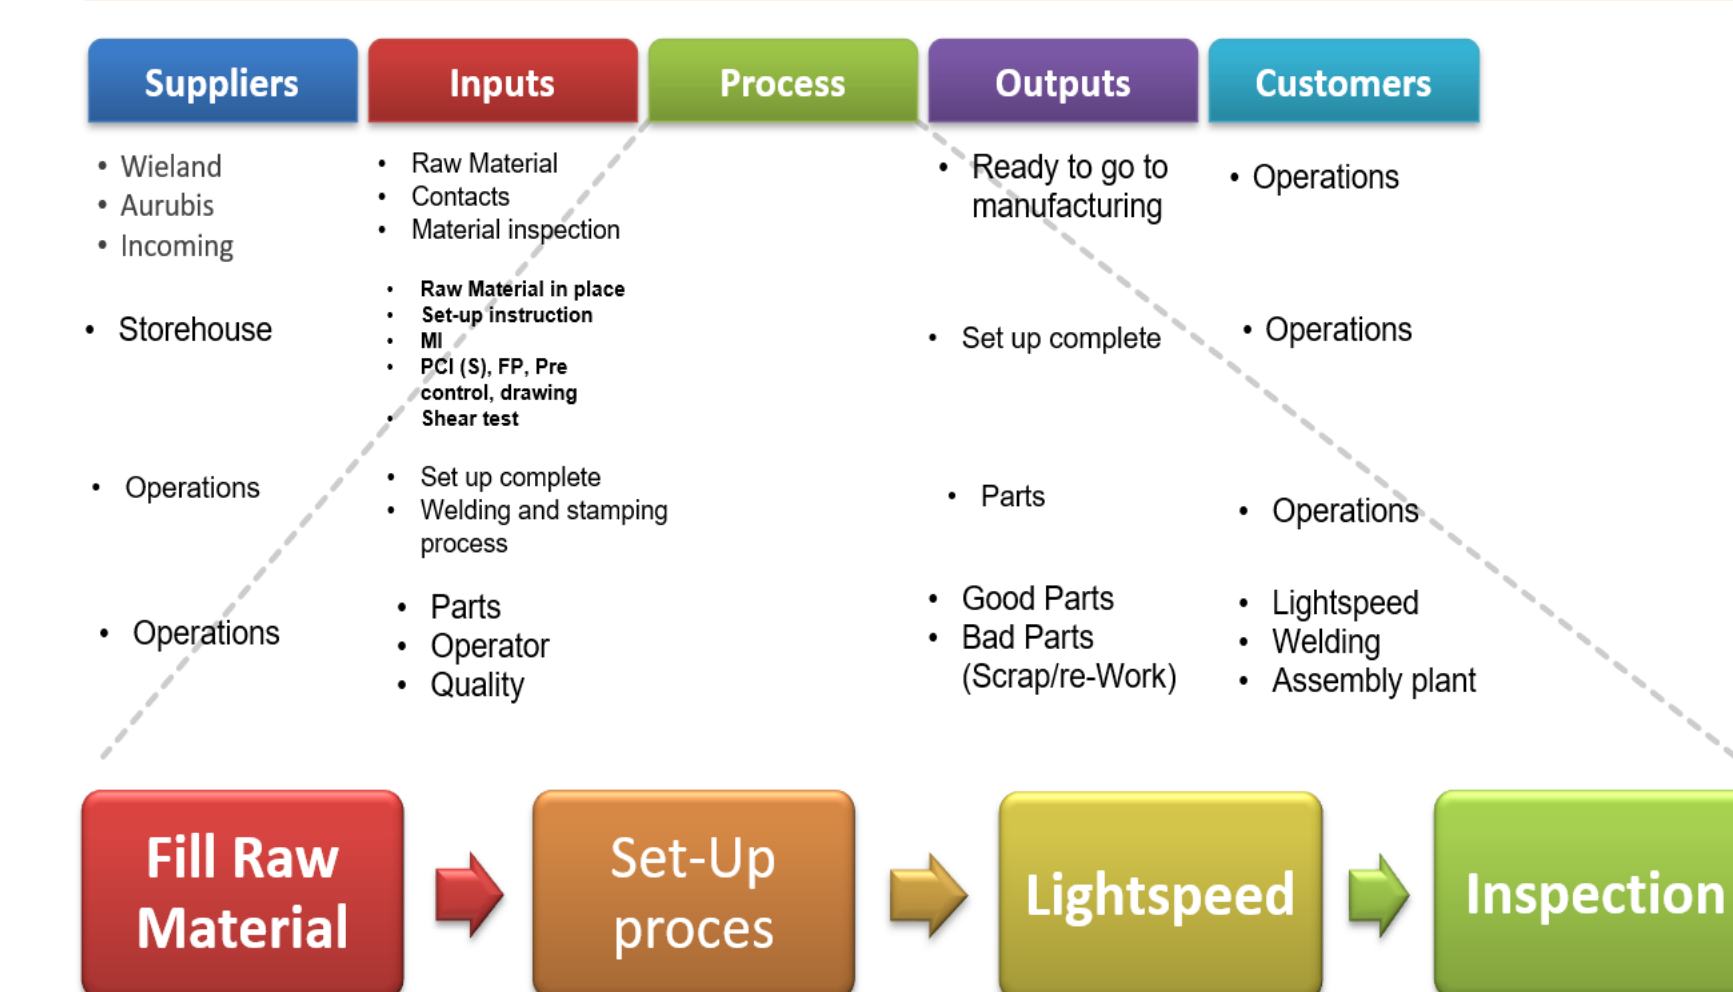 Suppliers
Inputs
Process
Outputs
Customers
• Wieland
• Aurubis
• Incoming
• Raw Material
• Contacts
• Material inspection
• Ready to go to
manufacturing
• Operations
• Storehouse
• Raw Material in place
• Set-up instruction
• MI
• PCI (S), FP, Pre
control, drawing
• Shear test
• Set up complete
• Operations
• Operations
• Set up complete
• Welding and stamping
process
• Parts
• Operations
• Operations
• Parts
• Operator
• Quality
• Good Parts
• Bad Parts
(Scrap/re-Work)
• Lightspeed
• Welding
• Assembly plant
Fill Raw
Material
Set-Up
proces
Lightspeed
Inspection